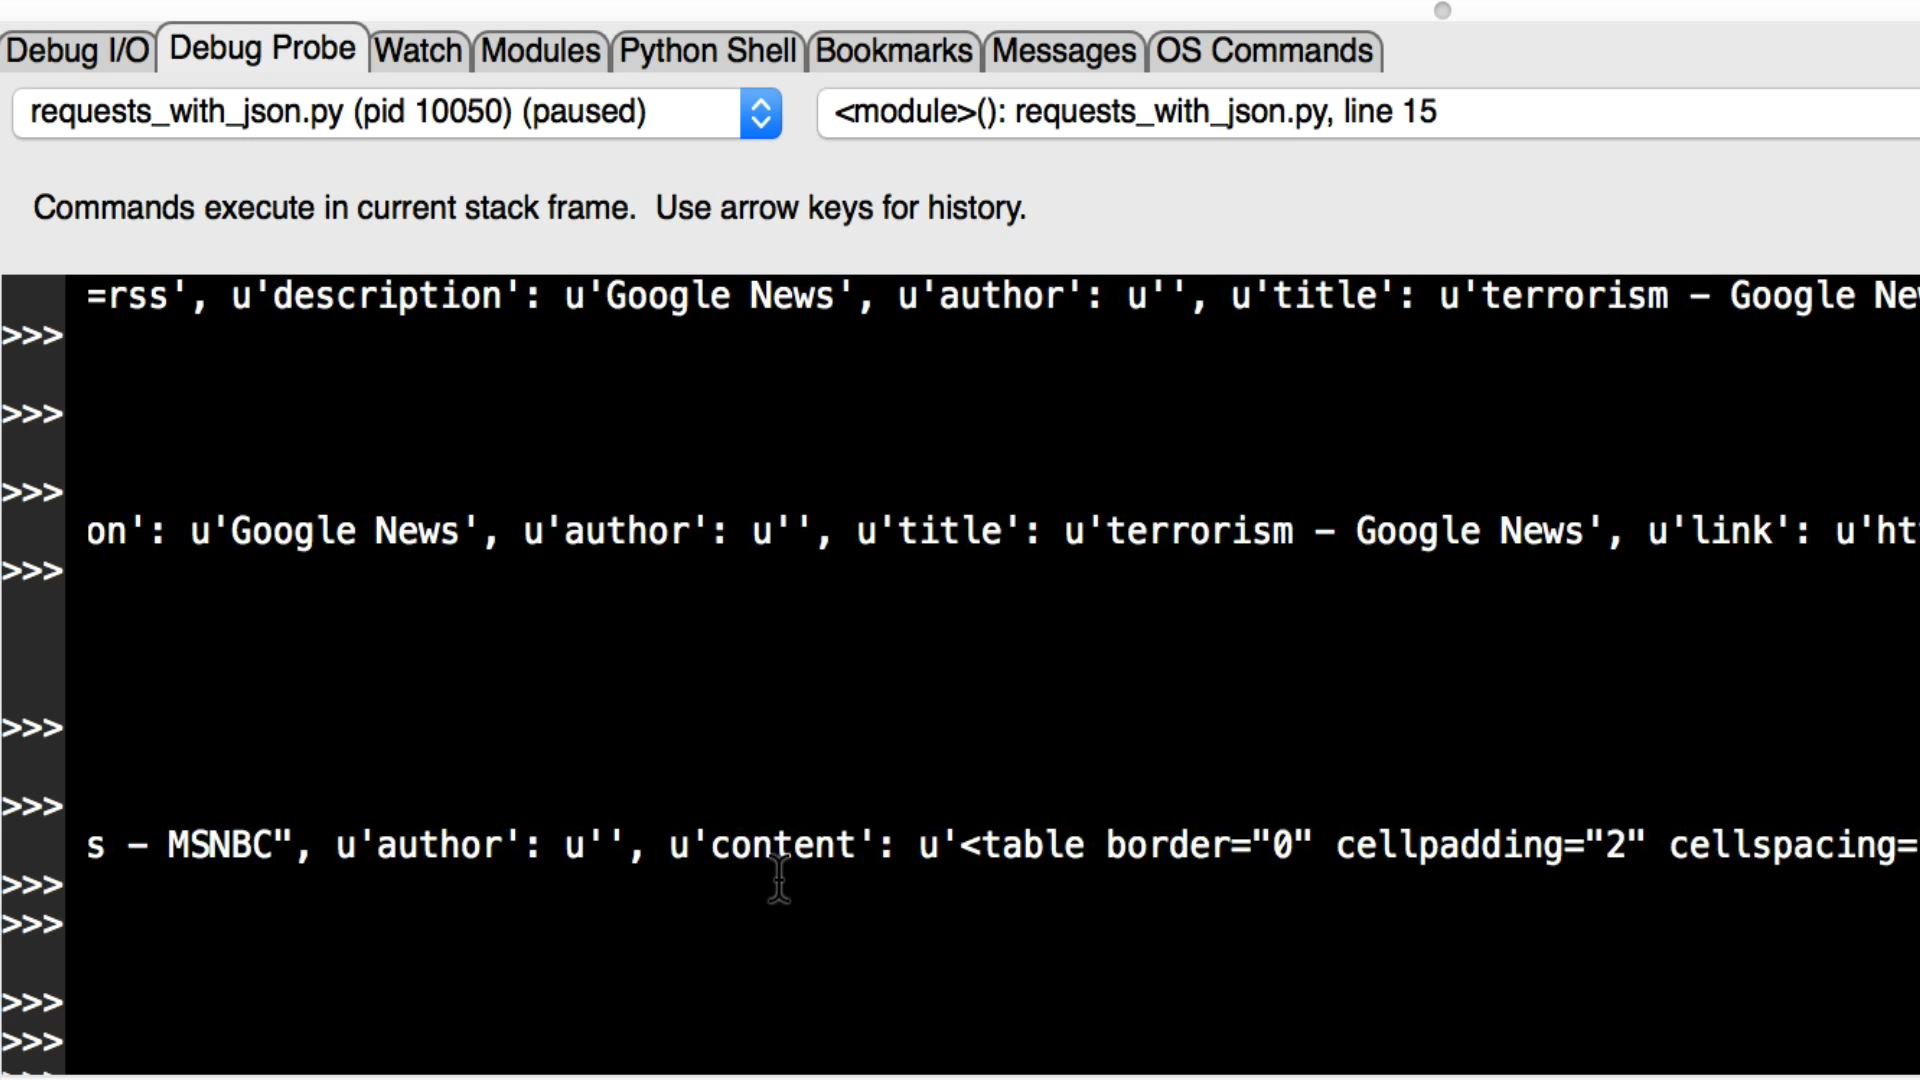 Debug I/O Debug Probe Watch Modules Python Shell Bookmarks Messages OS Commands
requests_with_json.py (pid 10050) (paused) <module>(): requests_with_json.py, line 15
Commands execute in current stack frame. Use arrow keys for history.
=rss', u'description': u'Google News', u'author': u'', u'title': u'terrorism – Google Ne
>>>
>>>
>>>
on': u'Google News', u'author': u'', u'title': u'terrorism – Google News', u'link': u'ht
>>>
>>>
>>>
s – MSNBC", u'author': u'', u'content': u'<table border="0" cellpadding="2" cellspacing=
>>>
>>>
>>>
>>>